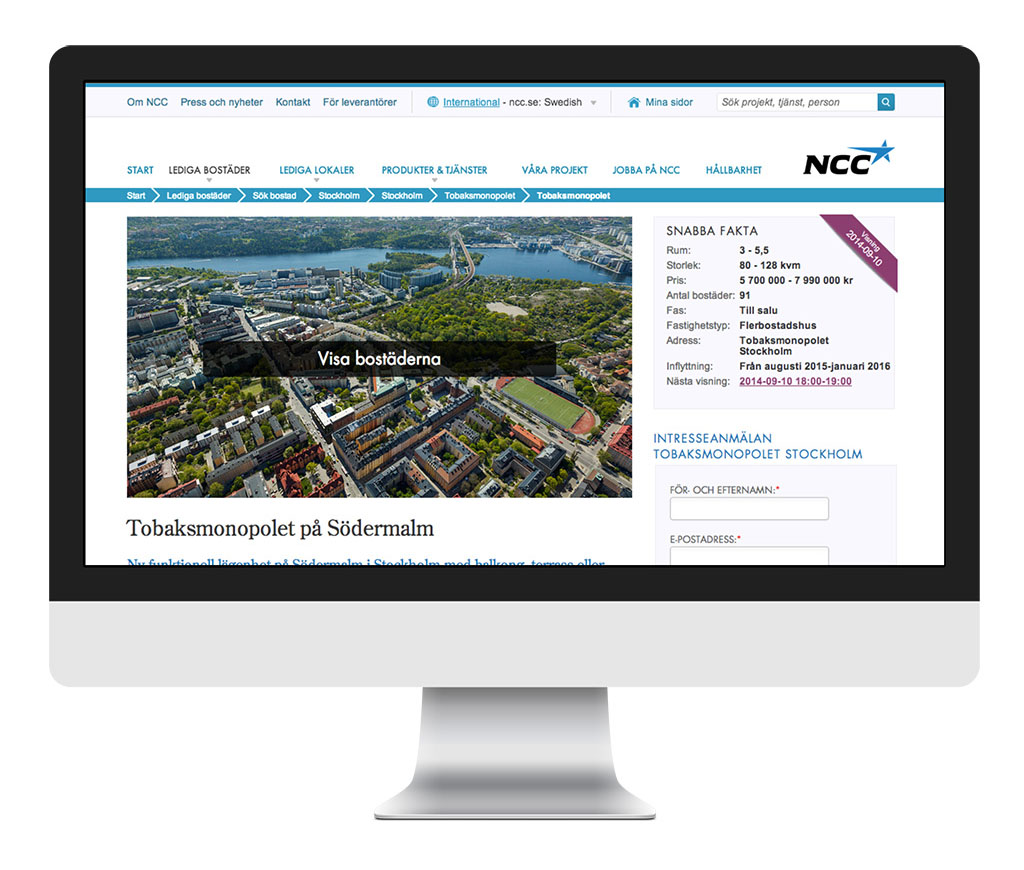 Om NCC Press och nyheter Kontakt För leverantörer International - ncc.se: Swedish Mina sidor Sök projekt, tjänst, person
NCC
START LEDIGA BOSTÄDER LEDIGA LOKALER PRODUKTER & TJÄNSTER VÅRA PROJEKT JOBBA PÅ NCC HÅLLBARHET
Start Lediga bostäder Sök bostad Stockholm Stockholm Tobaksmonopolet Tobaksmonopolet
Visa bostäderna
Tobaksmonopolet på Södermalm
Ny funktionell lägenhet på Södermalm i Stockholm med balkong, terrass eller
SNABBA FAKTA
Visning
2014-09-10
Rum: 3 - 5,5
Storlek: 80 - 128 kvm
Pris: 5 700 000 - 7 990 000 kr
Antal bostäder: 91
Fas: Till salu
Fastighetstyp: Flerbostadshus
Adress: Tobaksmonopolet
Stockholm
Inflyttning: Från augusti 2015-januari 2016
Nästa visning: 2014-09-10 18:00-19:00
INTRESSEANMÄLAN
TOBAKSMONOPOLET STOCKHOLM
FÖR- OCH EFTERNAMN:*
E-POSTADRESS:*